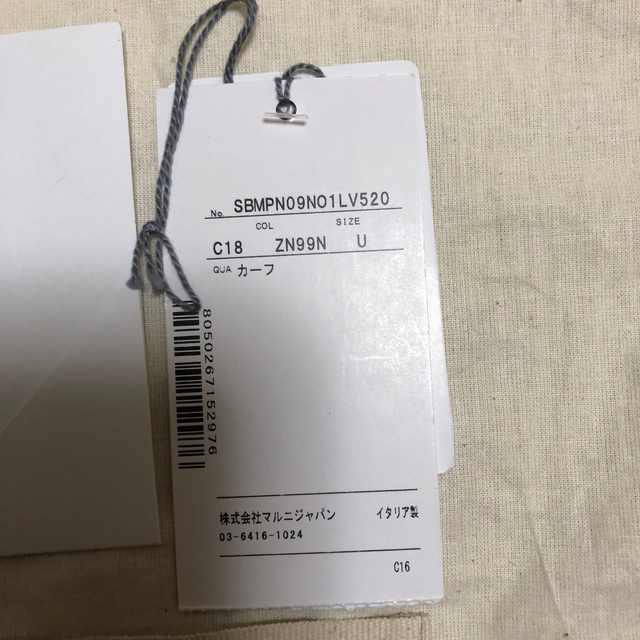 No. SBMPN09N01LV520
COL SIZE
C18 ZN99N U
QUA カーフ
8050267152976
株式会社マルニジャパン イタリア製
03-6416-1024
C16